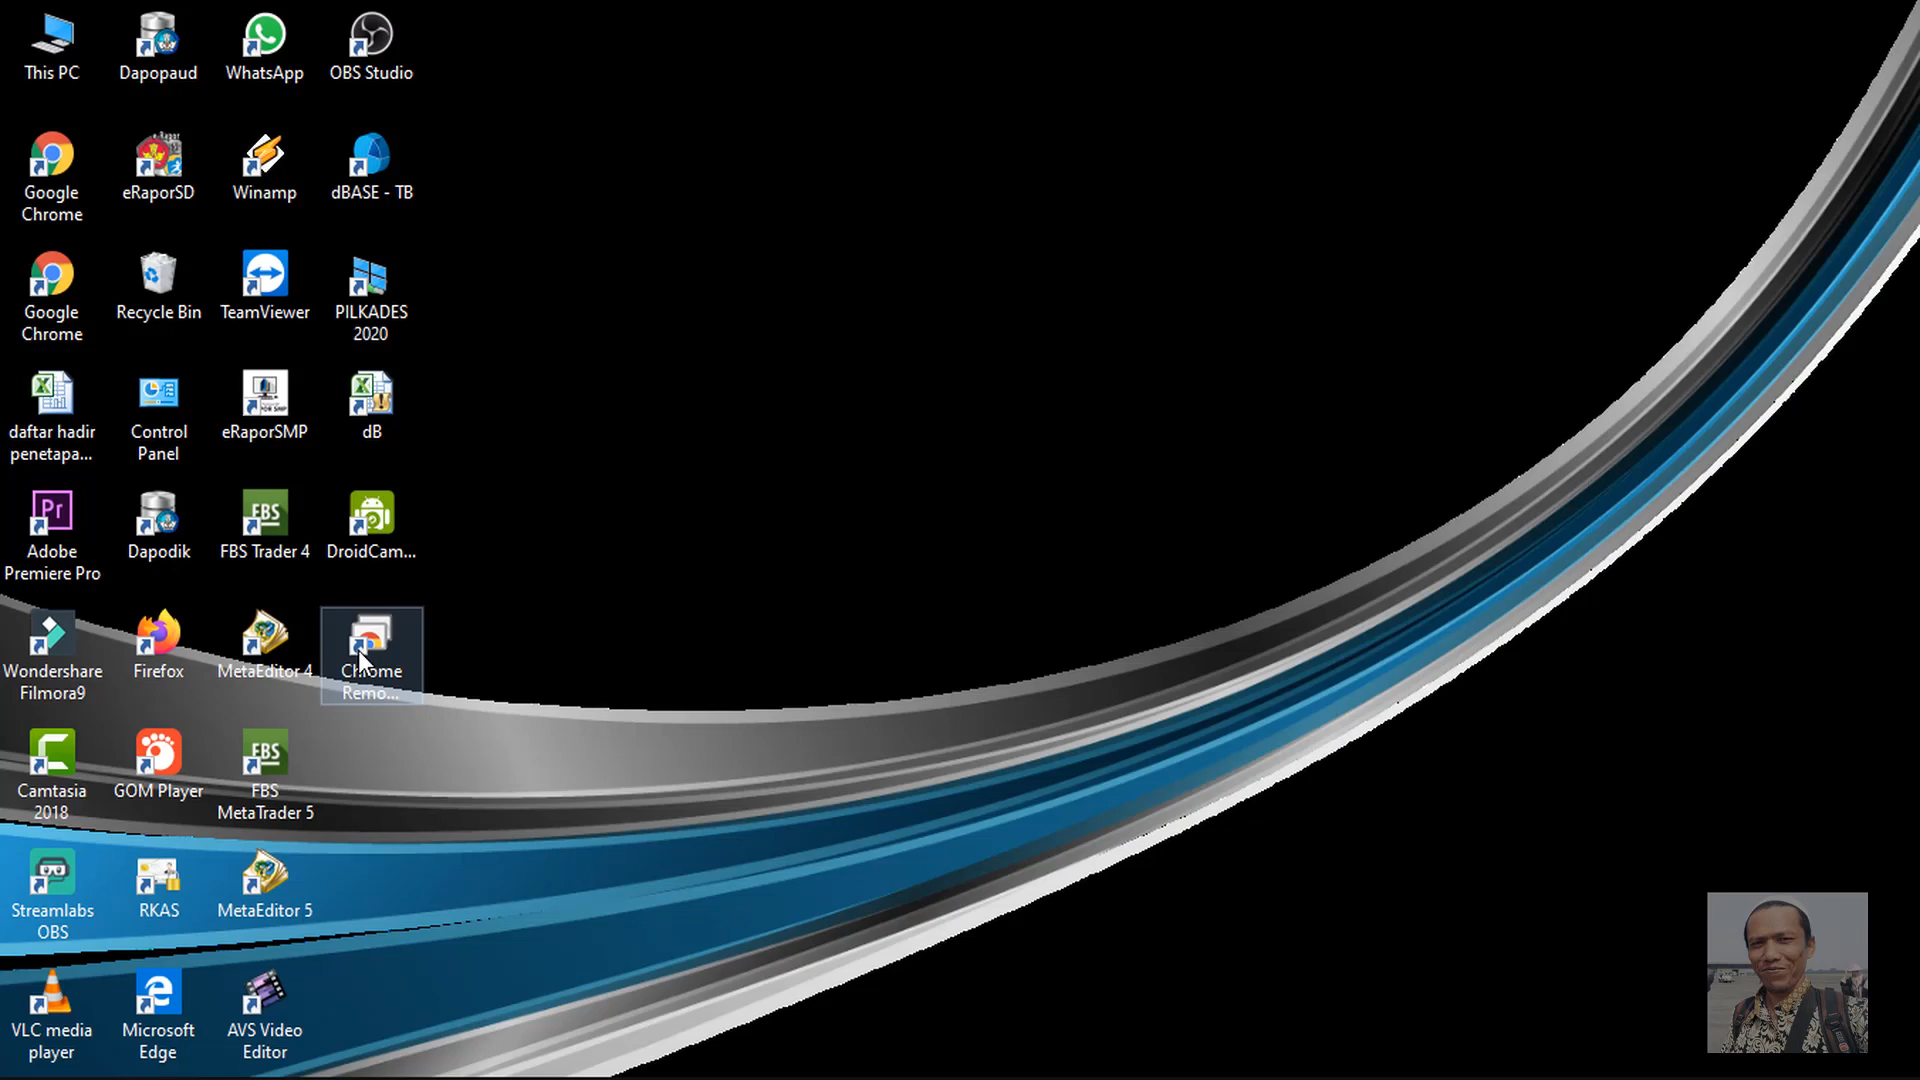 This PC
Dapopaud
WhatsApp
OBS Studio
Google
Chrome
eRaporSD
Winamp
dBASE - TB
Google
Chrome
Recycle Bin
TeamViewer
PILKADES
2020
daftar hadir
penetapa...
Control
Panel
eRaporSMP
dB
Pr
Adobe
Premiere Pro
Dapodik
FBS
FBS Trader 4
DroidCam...
Wondershare
Filmora9
Firefox
MetaEditor 4
Chrome
Remo...
Camtasia
2018
GOM Player
FBS
FBS
MetaTrader 5
Streamlabs
OBS
RKAS
MetaEditor 5
VLC media
player
Microsoft
Edge
AVS Video
Editor